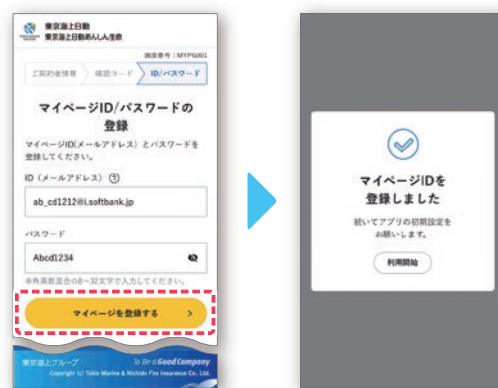 東京海上日動
東京海上日動あんしん生命
画面番号：MYPG001
ご契約者情報
確認コード
ID/パスワード
マイページID/パスワードの
登録
マイページID(メールアドレス) とパスワードを
登録してください。
ID (メールアドレス) ?
ab_cd1212@i.softbank.jp
パスワード
Abcd1234
半角英数混合の8〜32文字で入力してください。
マイページを登録する
東京海上グループ
To Be a Good Company
Copyright (c) Tokio Marine & Nichido Fire Insurance Co., Ltd.
マイページIDを
登録しました
続いてアプリの初期設定を
お願いします。
利用開始